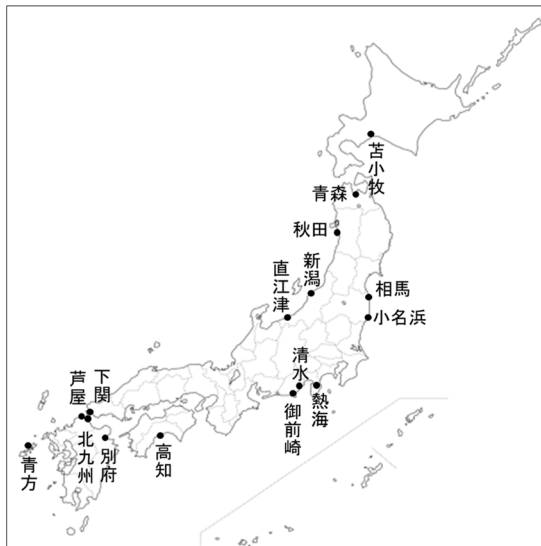 苫小牧
青森
秋田
新潟
直江津
相馬
小名浜
清水
熱海
御前崎
下関
芦屋
北九州
別府
高知
青方